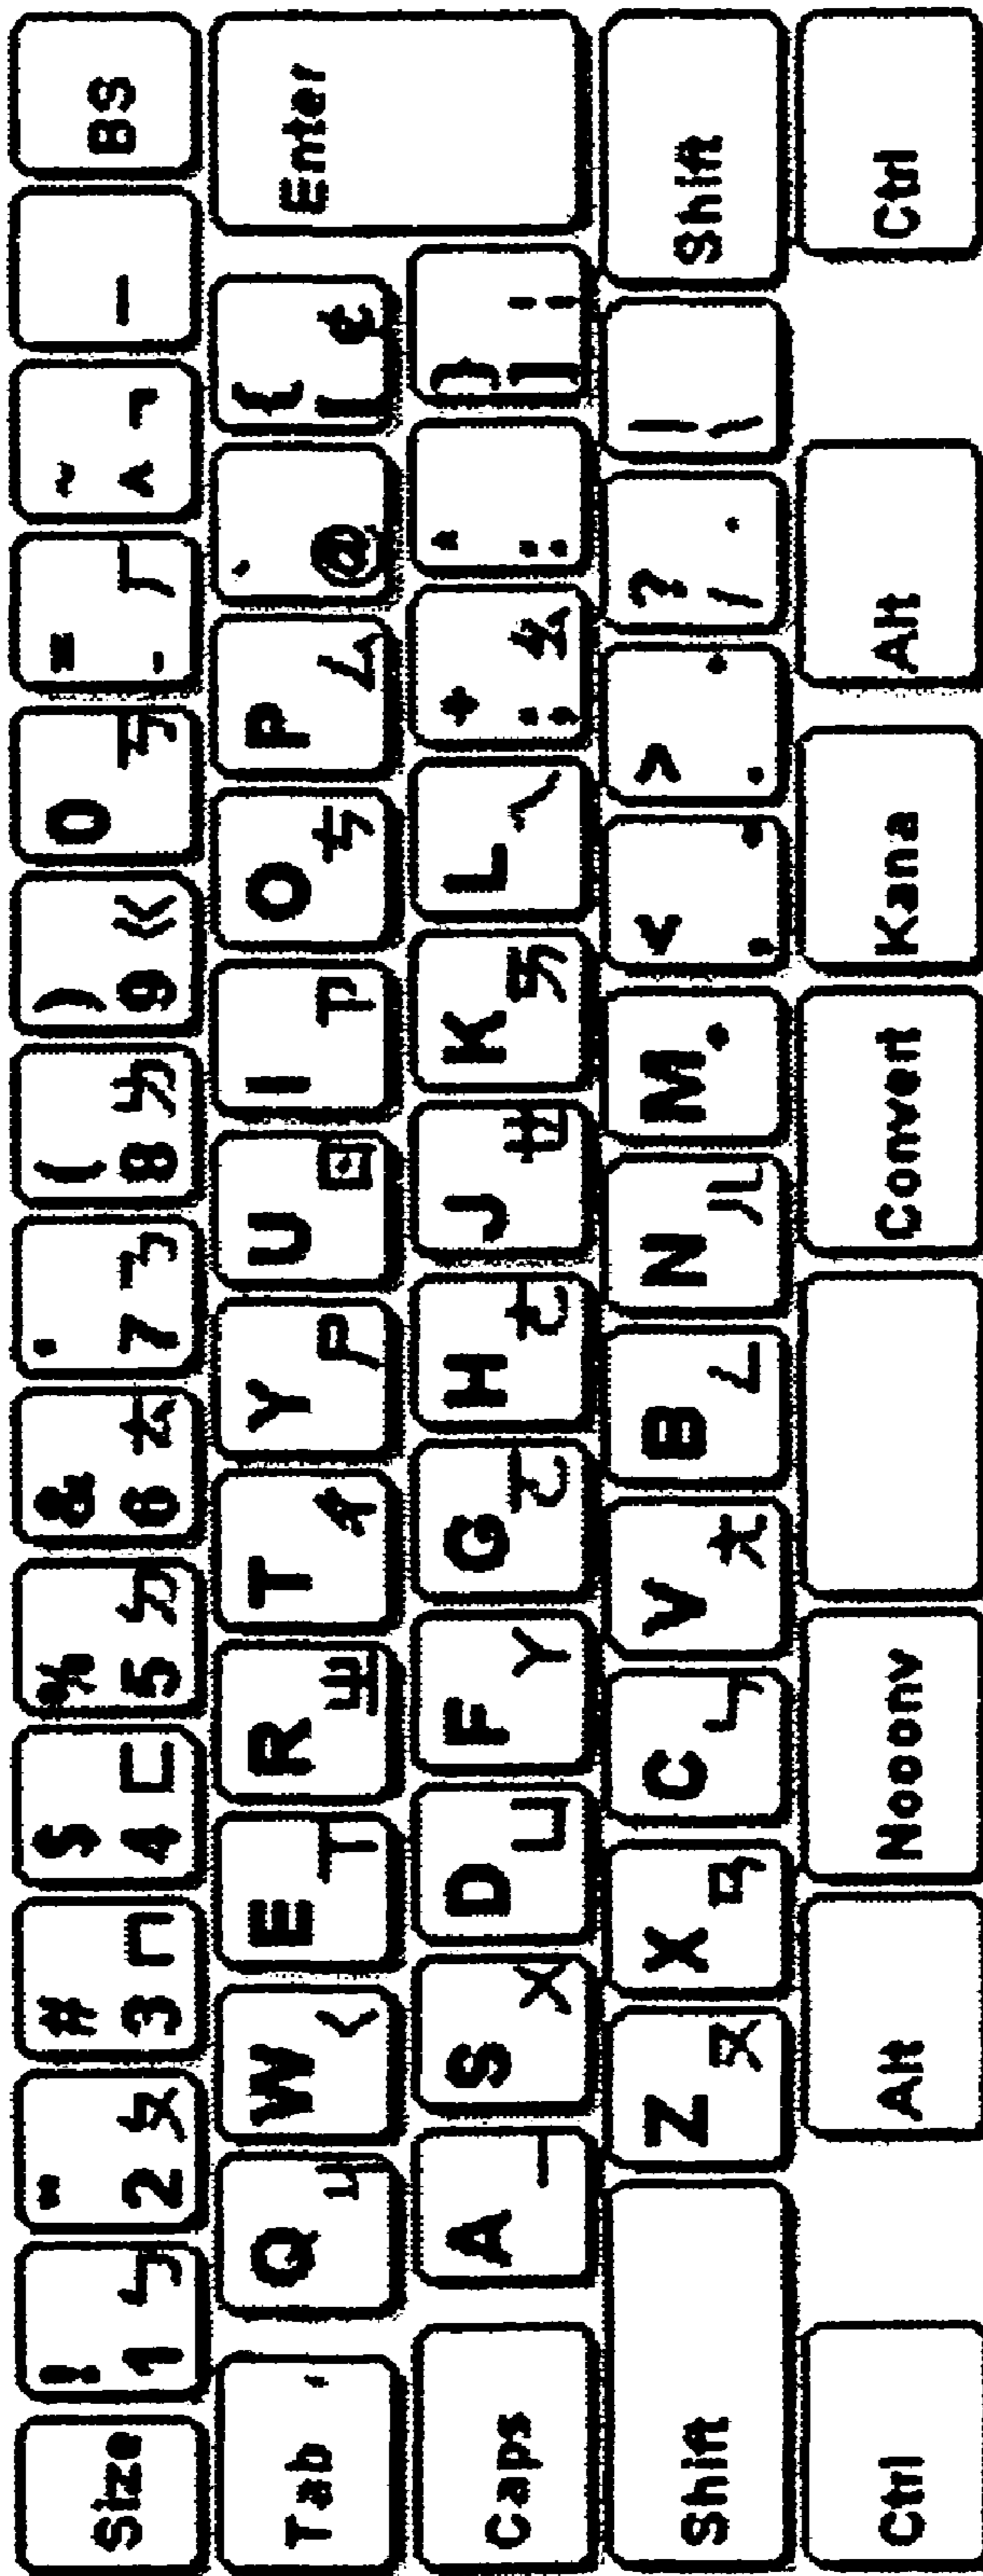 Size ! 1 ㄅ " 2 ㄆ # 3 ㄇ $ 4 ㄈ % 5 ㄉ & 6 ㄊ ' 7 ㄋ ( 8 ㄌ ) 9 ㄍ 0 ㄎ = - ㄏ ~ ^ ¬ — BS
Tab Q ㄐ W ㄑ E ㄒ R ㄓ T ㄔ Y ㄕ U ㄖ I ㄗ O ㄘ P ㄙ ` @ { [ ¢ Enter
Caps A ㄧ S ㄨ D ㄩ F ㄚ G ㄛ H ㄜ J ㄝ K ㄞ L ㄟ + ; ㄠ * : } ] ¦
Shift Z ㄡ X ㄢ C ㄣ V ㄤ B ㄥ N ㄦ M · < , > . · ? / · | \ Shift
Ctrl Alt Noconv Convert Kana Alt Ctrl